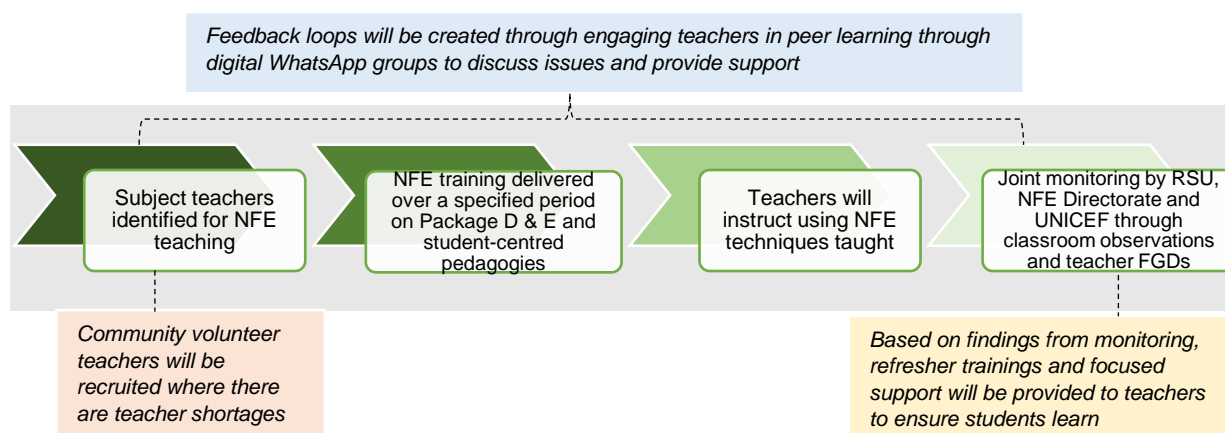 Feedback loops will be created through engaging teachers in peer learning through
digital WhatsApp groups to discuss issues and provide support
Subject teachers
identified for NFE
teaching
NFE training delivered
over a specified period
on Package D & E and
student-centred
pedagogies
Teachers will
instruct using NFE
techniques taught
Joint monitoring by RSU,
NFE Directorate and
UNICEF through
classroom observations
and teacher FGDs
Community volunteer
teachers will be
recruited where there
are teacher shortages
Based on findings from monitoring,
refresher trainings and focused
support will be provided to teachers
to ensure students learn